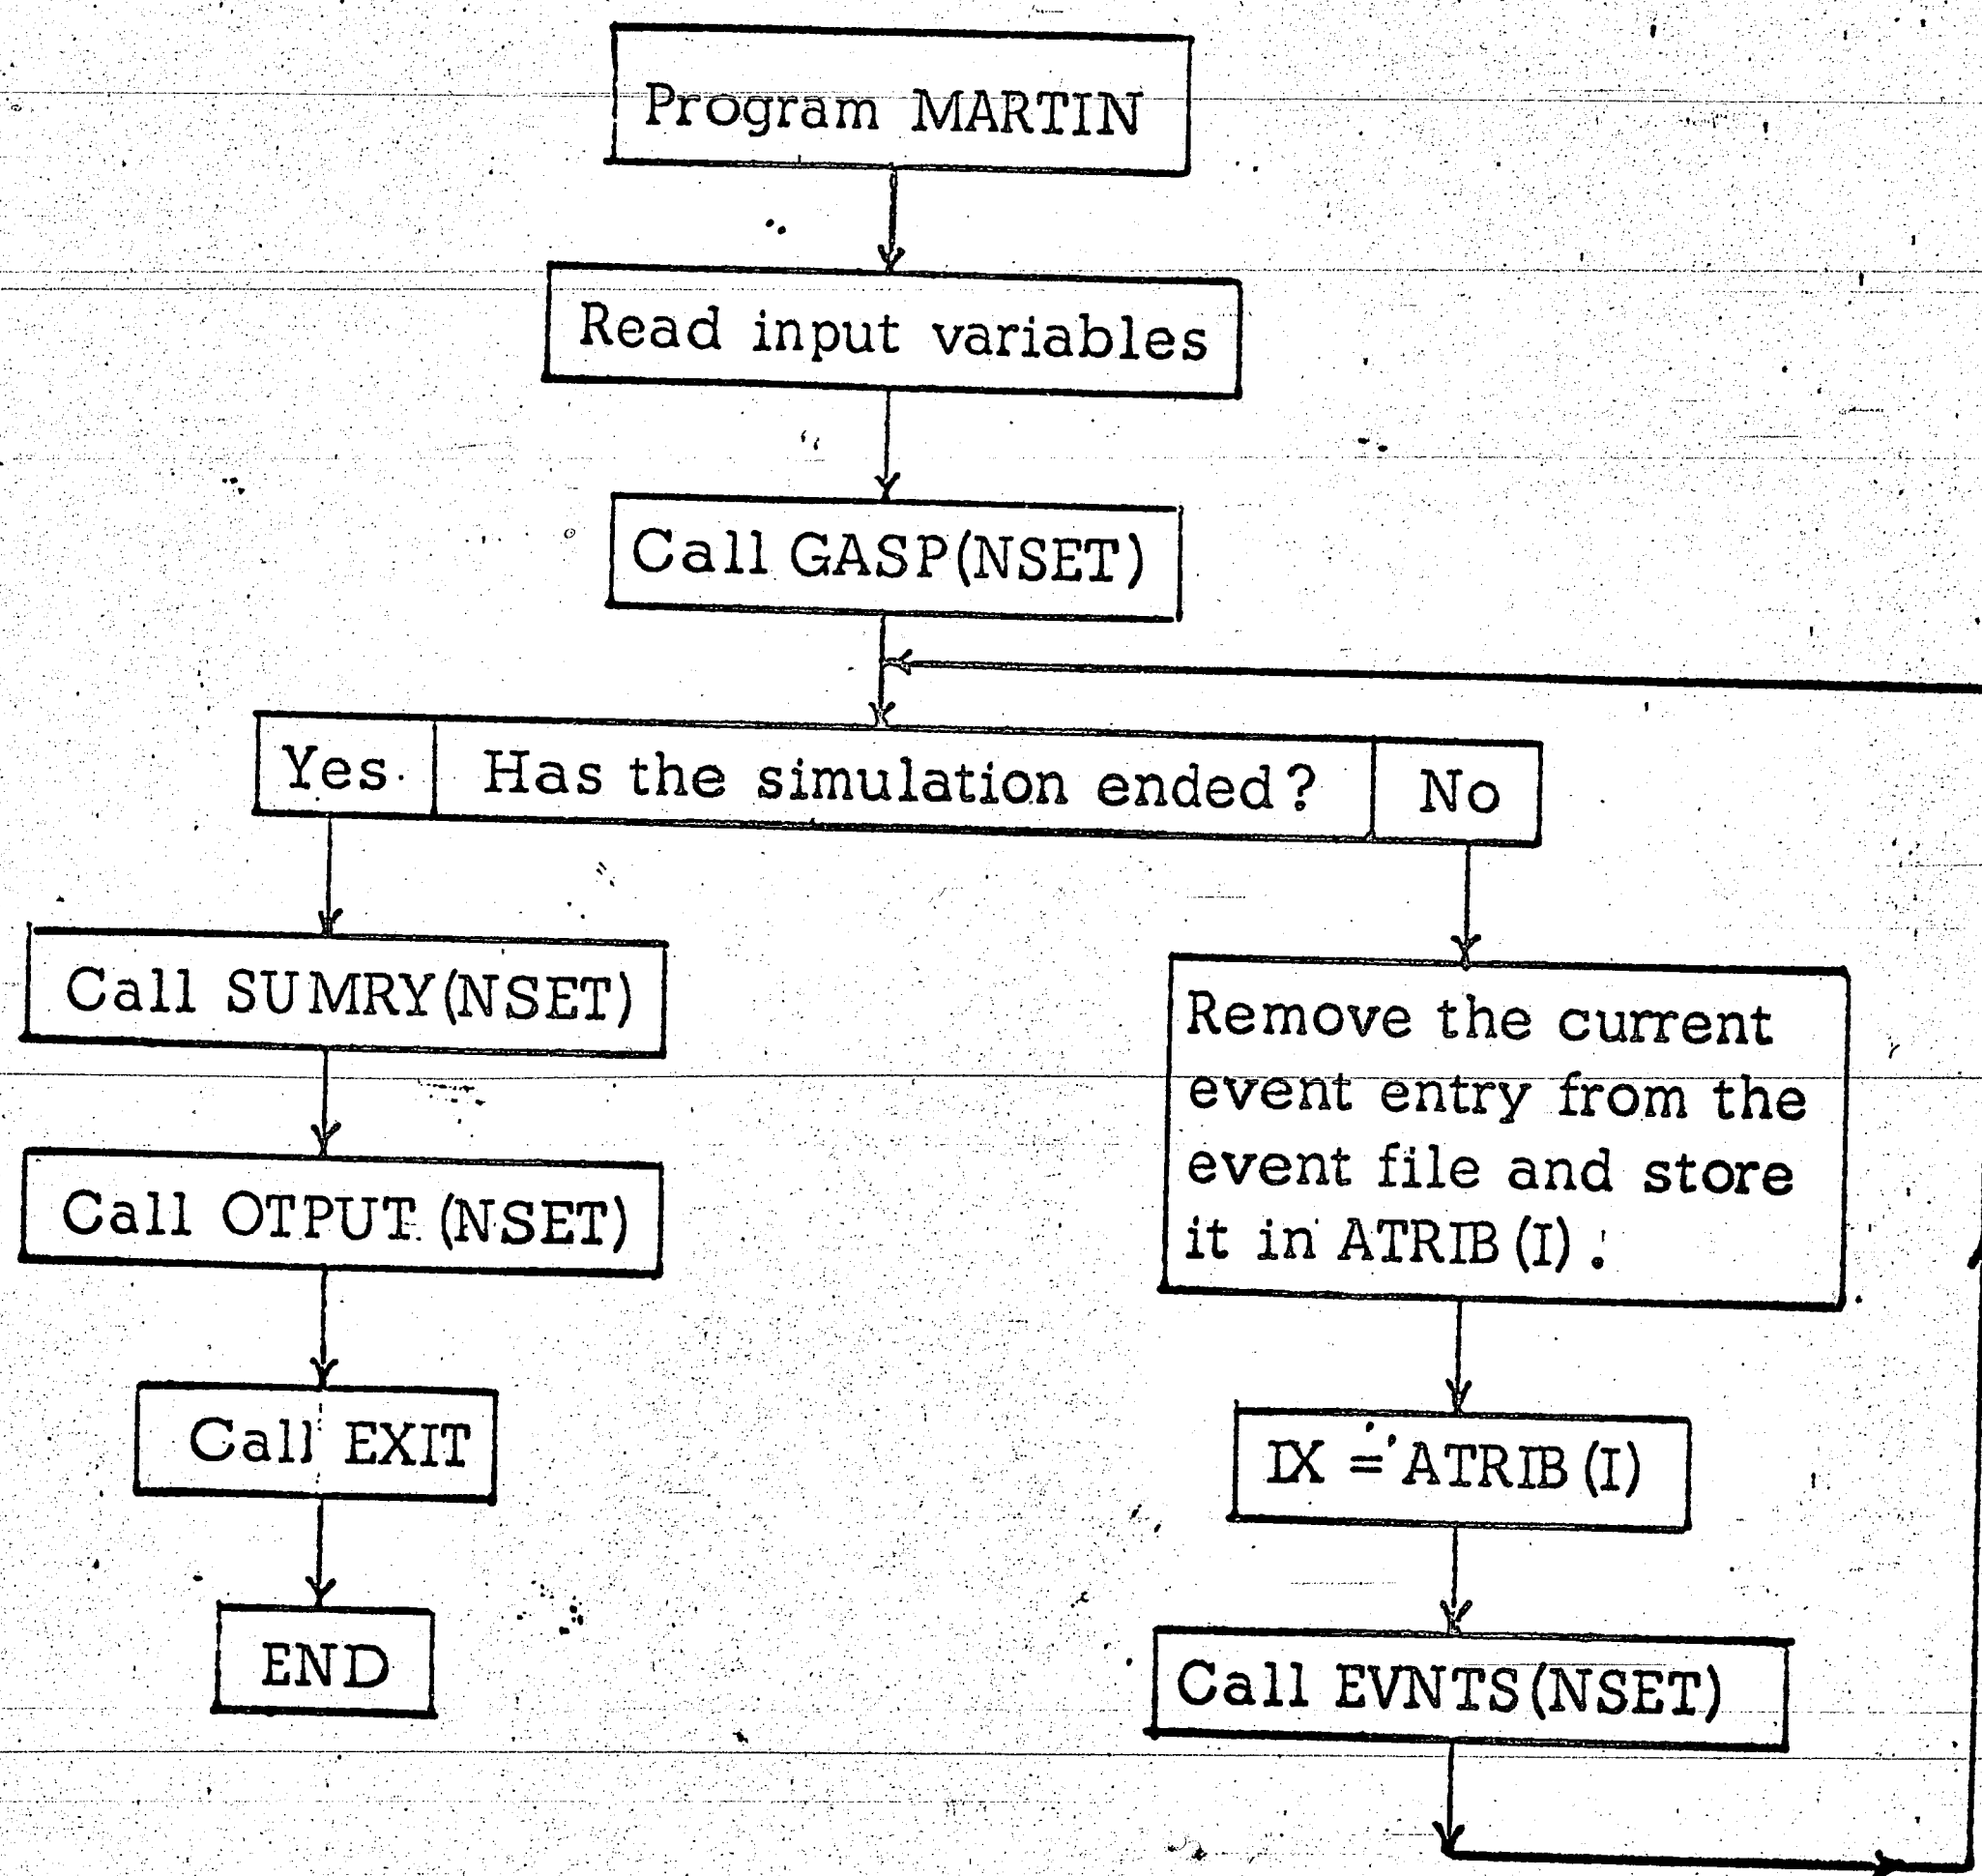 Program MARTIN
Read input variables
Call GASP(NSET)
Yes
Has the simulation ended?
No
Call SUMRY(NSET)
Call OTPUT (NSET)
Call EXIT
END
Remove the current
event entry from the
event file and store
it in ATRIB(I).
IX = ATRIB(I)
Call EVNTS(NSET)